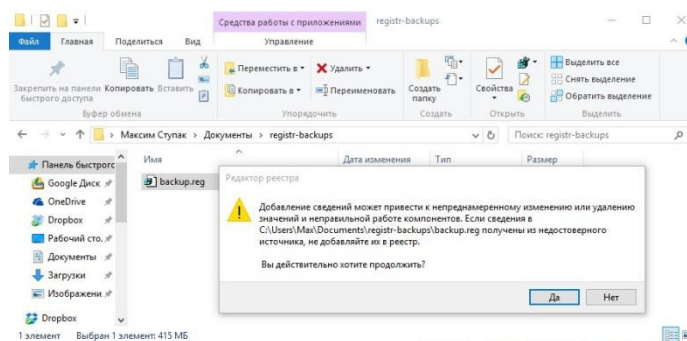 Средства работы с приложениями
registr-backups
Файл
Главная
Поделиться
Вид
Управление
Закрепить на панели быстрого доступа
Копировать
Вставить
Буфер обмена
Переместить в
Копировать в
Удалить
Переименовать
Упорядочить
Создать папку
Создать
Свойства
Открыть
Выделить все
Снять выделение
Обратить выделение
Выделить
Максим Ступак > Документы > registr-backups
Поиск: registr-backups
Панель быстрого
Google Диск
OneDrive
Dropbox
Рабочий сто.
Документы
Загрузки
Изображени
Dropbox
Имя
Дата изменения
Тип
Размер
backup.reg
Редактор реестра
Добавление сведений может привести к непреднамеренному изменению или удалению
значений и неправильной работе компонентов. Если сведения в
C:\Users\Max\Documents\registr-backups\backup.reg получены из недостоверного
источника, не добавляйте их в реестр.
Вы действительно хотите продолжить?
Да
Нет
1 элемент
Выбран 1 элемент: 415 МБ